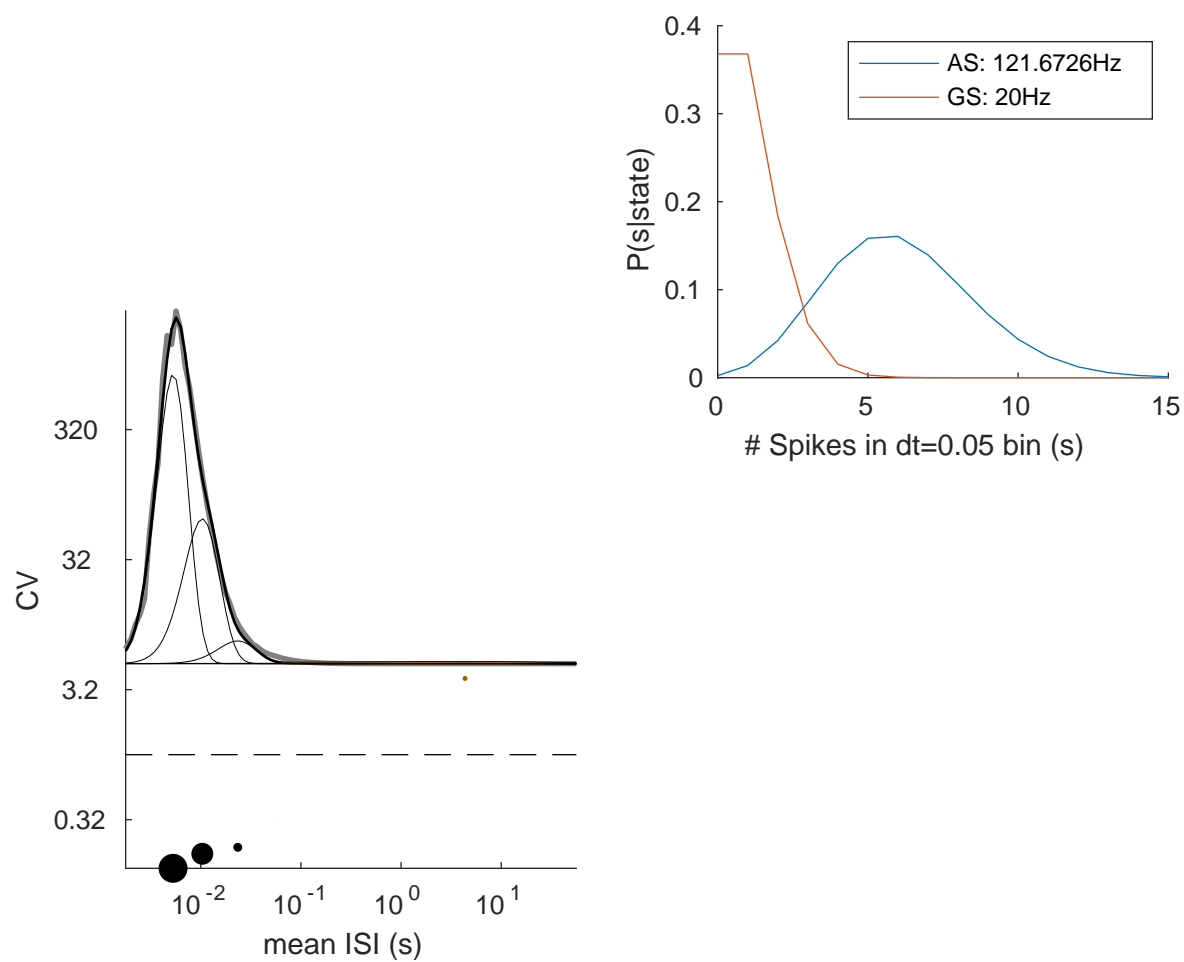 0.4
AS: 121.6726Hz
GS: 20Hz
0.3
0.2
0.1
0
P(s|state)
0 5 10 15
# Spikes in dt=0.05 bin (s)
320
32
3.2
0.32
CV
10^-2 10^-1 10^0 10^1
mean ISI (s)